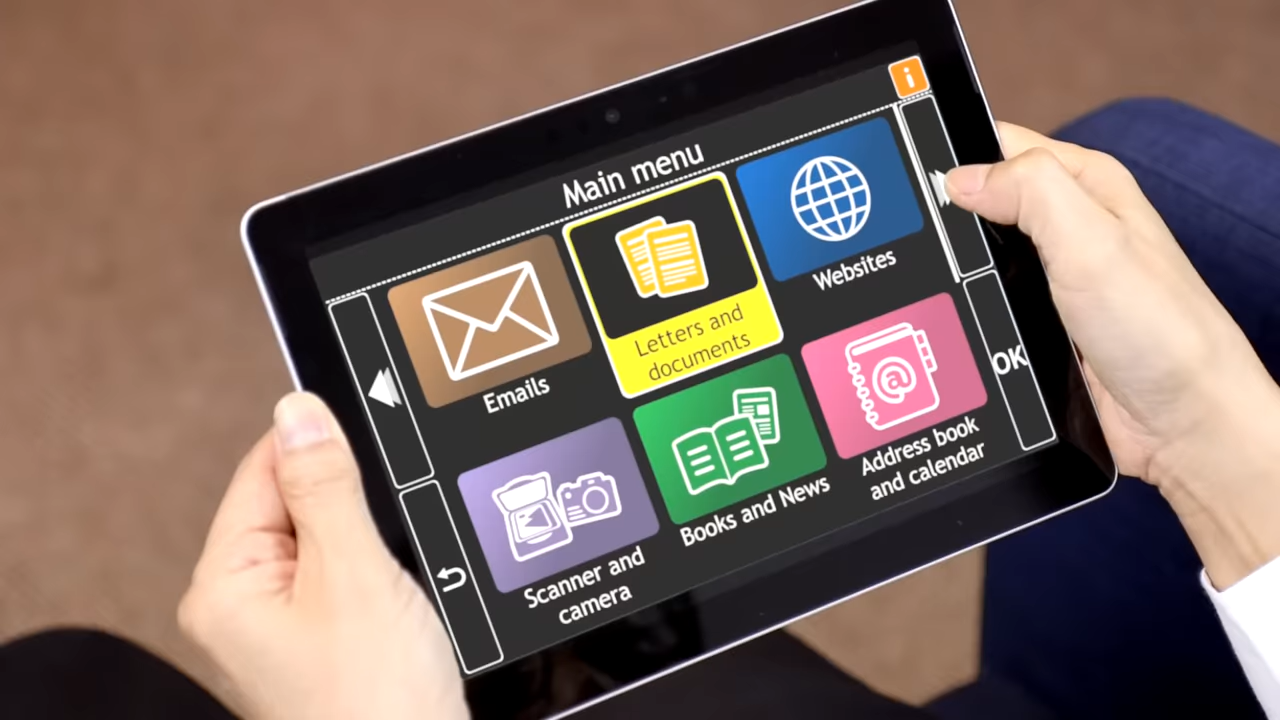 i
Main menu
Emails
Letters and
documents
Websites
OK
Scanner and
camera
Books and News
Address book
and calendar
@